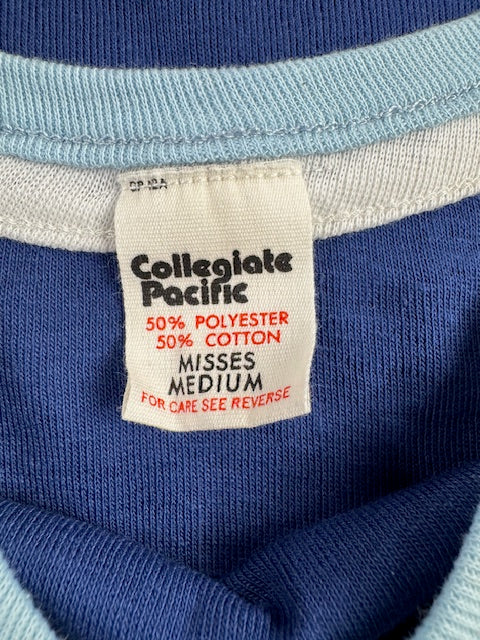 Collegiate
Pacific
50% POLYESTER
50% COTTON
MISSES
MEDIUM
FOR CARE SEE REVERSE